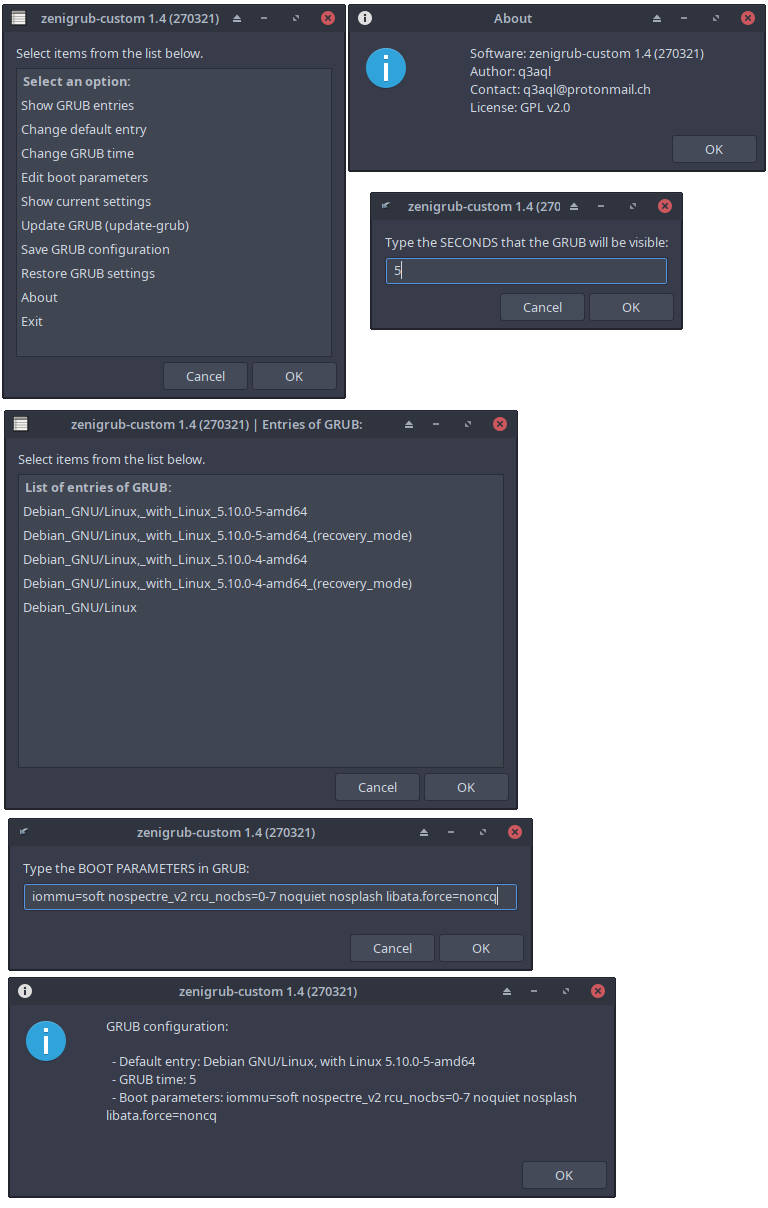 zenigrub-custom 1.4 (270321)
Select items from the list below.
Select an option:
Show GRUB entries
Change default entry
Change GRUB time
Edit boot parameters
Show current settings
Update GRUB (update-grub)
Save GRUB configuration
Restore GRUB settings
About
Exit
Cancel OK
About
Software: zenigrub-custom 1.4 (270321)
Author: q3aql
Contact: q3aql@protonmail.ch
License: GPL v2.0
OK
zenigrub-custom 1.4 (270
Type the SECONDS that the GRUB will be visible:
5
Cancel OK
zenigrub-custom 1.4 (270321) | Entries of GRUB:
Select items from the list below.
List of entries of GRUB:
Debian_GNU/Linux,_with_Linux_5.10.0-5-amd64
Debian_GNU/Linux,_with_Linux_5.10.0-5-amd64_(recovery_mode)
Debian_GNU/Linux,_with_Linux_5.10.0-4-amd64
Debian_GNU/Linux,_with_Linux_5.10.0-4-amd64_(recovery_mode)
Debian_GNU/Linux
Cancel OK
zenigrub-custom 1.4 (270321)
Type the BOOT PARAMETERS in GRUB:
iommu=soft nospectre_v2 rcu_nocbs=0-7 noquiet nosplash libata.force=noncq
Cancel OK
zenigrub-custom 1.4 (270321)
GRUB configuration:
- Default entry: Debian GNU/Linux, with Linux 5.10.0-5-amd64
- GRUB time: 5
- Boot parameters: iommu=soft nospectre_v2 rcu_nocbs=0-7 noquiet nosplash
libata.force=noncq
OK